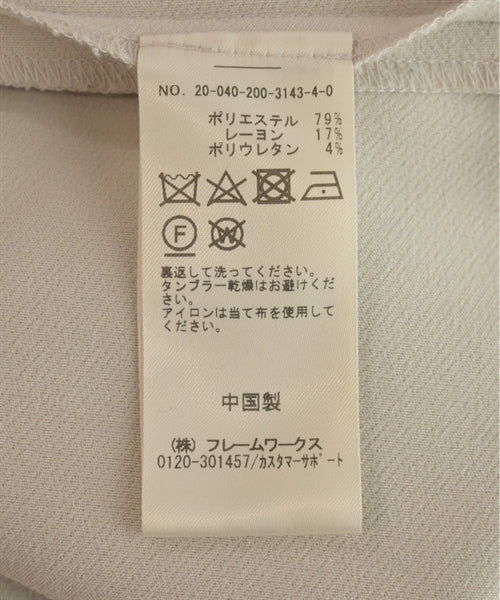 NO. 20-040-200-3143-4-0
ポリエステル 79%
レーヨン 17%
ポリウレタン 4%
F W
裏返して洗ってください。
タンブラー乾燥はお避けくだ
さい。
アイロンは当て布を使用して
ください。
中国製
(株) フレームワークス
0120-301457/ｶｽﾀﾏｰｻﾎﾟｰﾄ